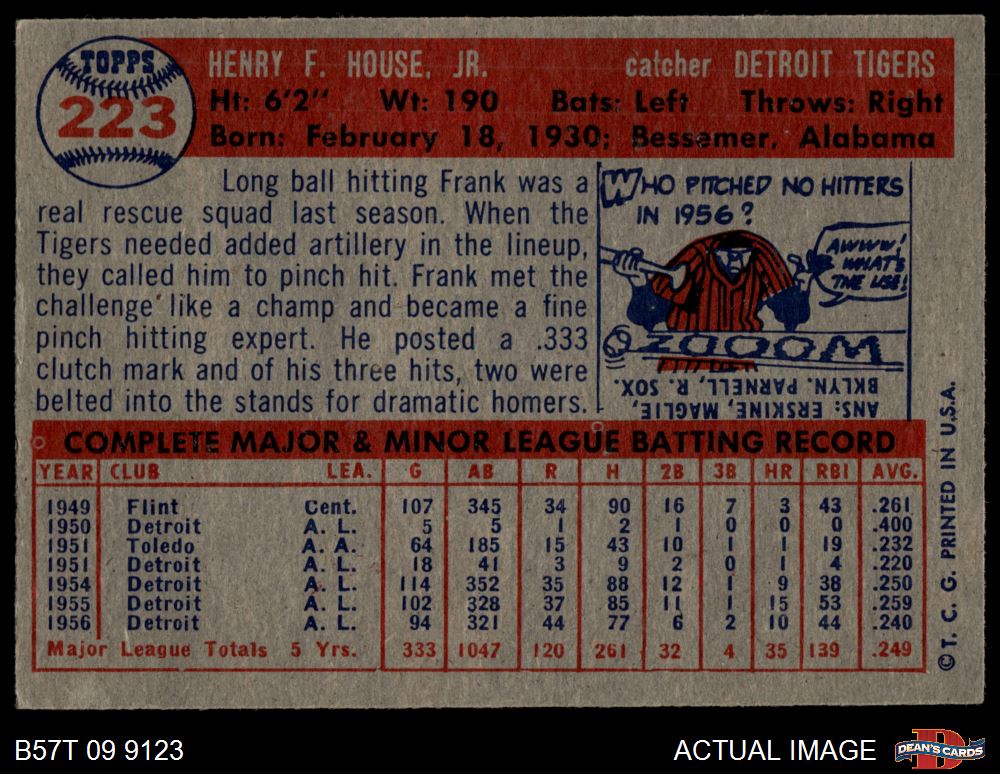 TOPPS
223
HENRY F. HOUSE, JR. catcher DETROIT TIGERS
Ht: 6'2" Wt: 190 Bats: Left Throws: Right
Born: February 18, 1930; Bessemer, Alabama
Long ball hitting Frank was a
real rescue squad last season. When the
Tigers needed added artillery in the lineup,
they called him to pinch hit. Frank met the
challenge like a champ and became a fine
pinch hitting expert. He posted a .333
clutch mark and of his three hits, two were
belted into the stands for dramatic homers.
WHO PITCHED NO HITTERS
IN 1956?
AWWW!
WHAT'S
THE USE!
ZOOOOM
ANS: ERSKINE, MAGLIE,
BKLYN. PARNELL, R. SOX.
COMPLETE MAJOR & MINOR LEAGUE BATTING RECORD
YEAR CLUB LEA. G AB R H 2B 3B HR RBI AVG.
1949 Flint Cent. 107 345 34 90 16 7 3 43 .261
1950 Detroit A. L. 5 5 1 2 1 0 0 0 .400
1951 Toledo A. A. 64 185 15 43 10 1 1 19 .232
1951 Detroit A. L. 18 41 3 9 2 0 1 4 .220
1954 Detroit A. L. 114 352 35 88 12 1 9 38 .250
1955 Detroit A. L. 102 328 37 85 11 1 15 53 .259
1956 Detroit A. L. 94 321 44 77 6 2 10 44 .240
Major League Totals 5 Yrs. 333 1047 120 261 32 4 35 139 .249
© T. C. G. PRINTED IN U.S.A.
B57T 09 9123
ACTUAL IMAGE
DEAN'S CARDS